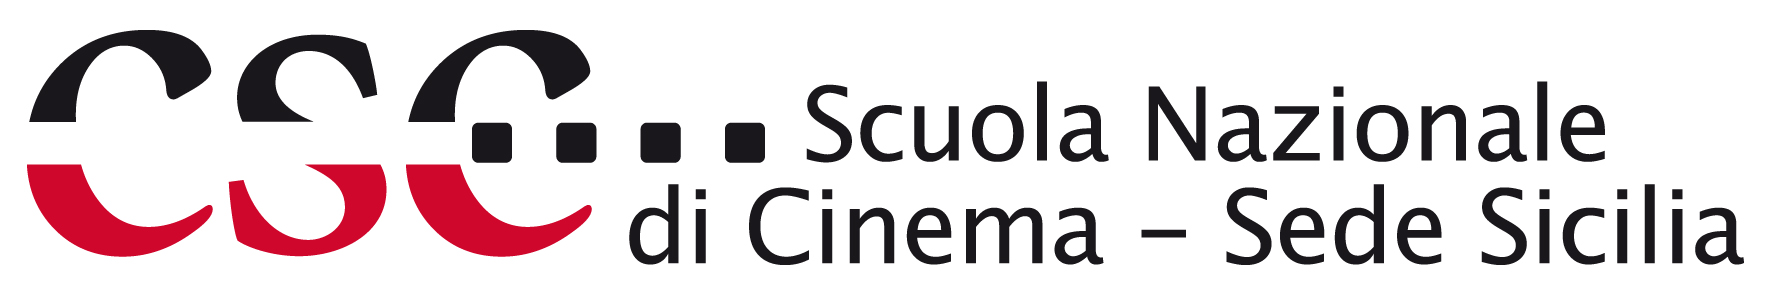 csc Scuola Nazionale
di Cinema – Sede Sicilia